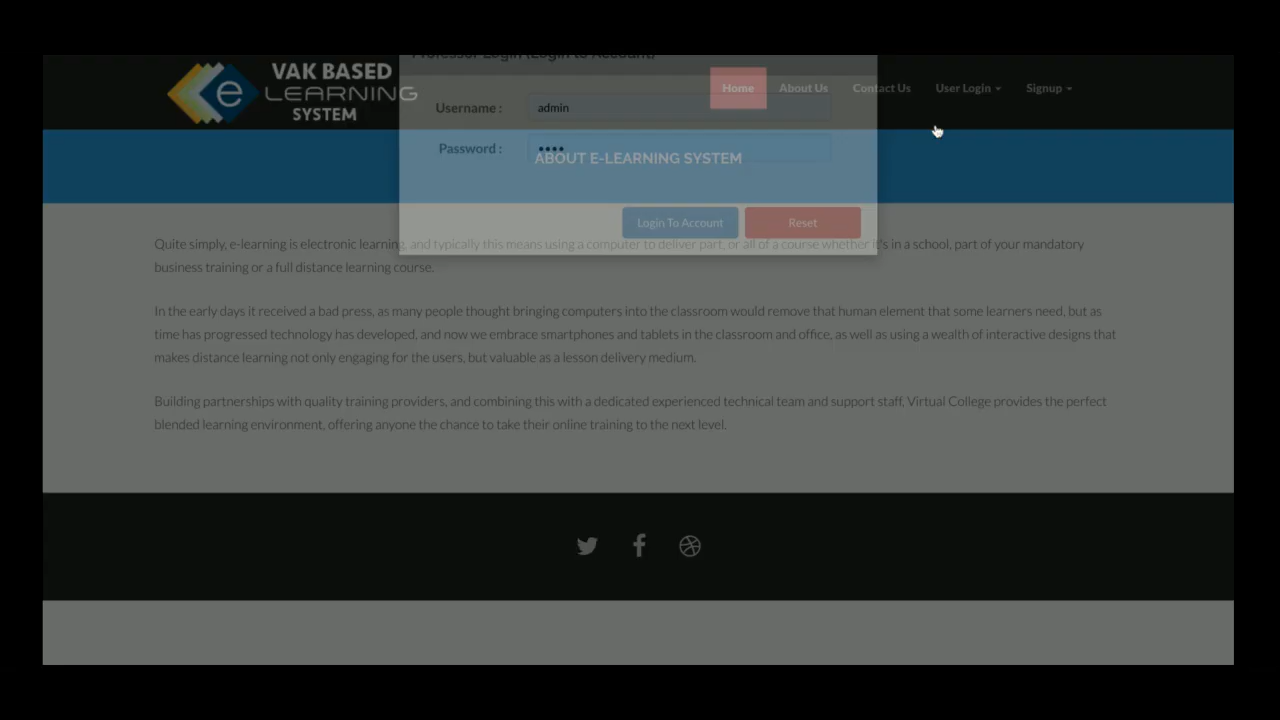 Professor Login (Login to Account)
VAK BASED
LEARNING
SYSTEM
e
Home
About Us
Contact Us
User Login
Signup
Username :
admin
Password :
••••
ABOUT E-LEARNING SYSTEM
Login To Account
Reset
Quite simply, e-learning is electronic learning, and typically this means using a computer to deliver part, or all of a course whether it's in a school, part of your mandatory
business training or a full distance learning course.
In the early days it received a bad press, as many people thought bringing computers into the classroom would remove that human element that some learners need, but as
time has progressed technology has developed, and now we embrace smartphones and tablets in the classroom and office, as well as using a wealth of interactive designs that
makes distance learning not only engaging for the users, but valuable as a lesson delivery medium.
Building partnerships with quality training providers, and combining this with a dedicated experienced technical team and support staff, Virtual College provides the perfect
blended learning environment, offering anyone the chance to take their online training to the next level.